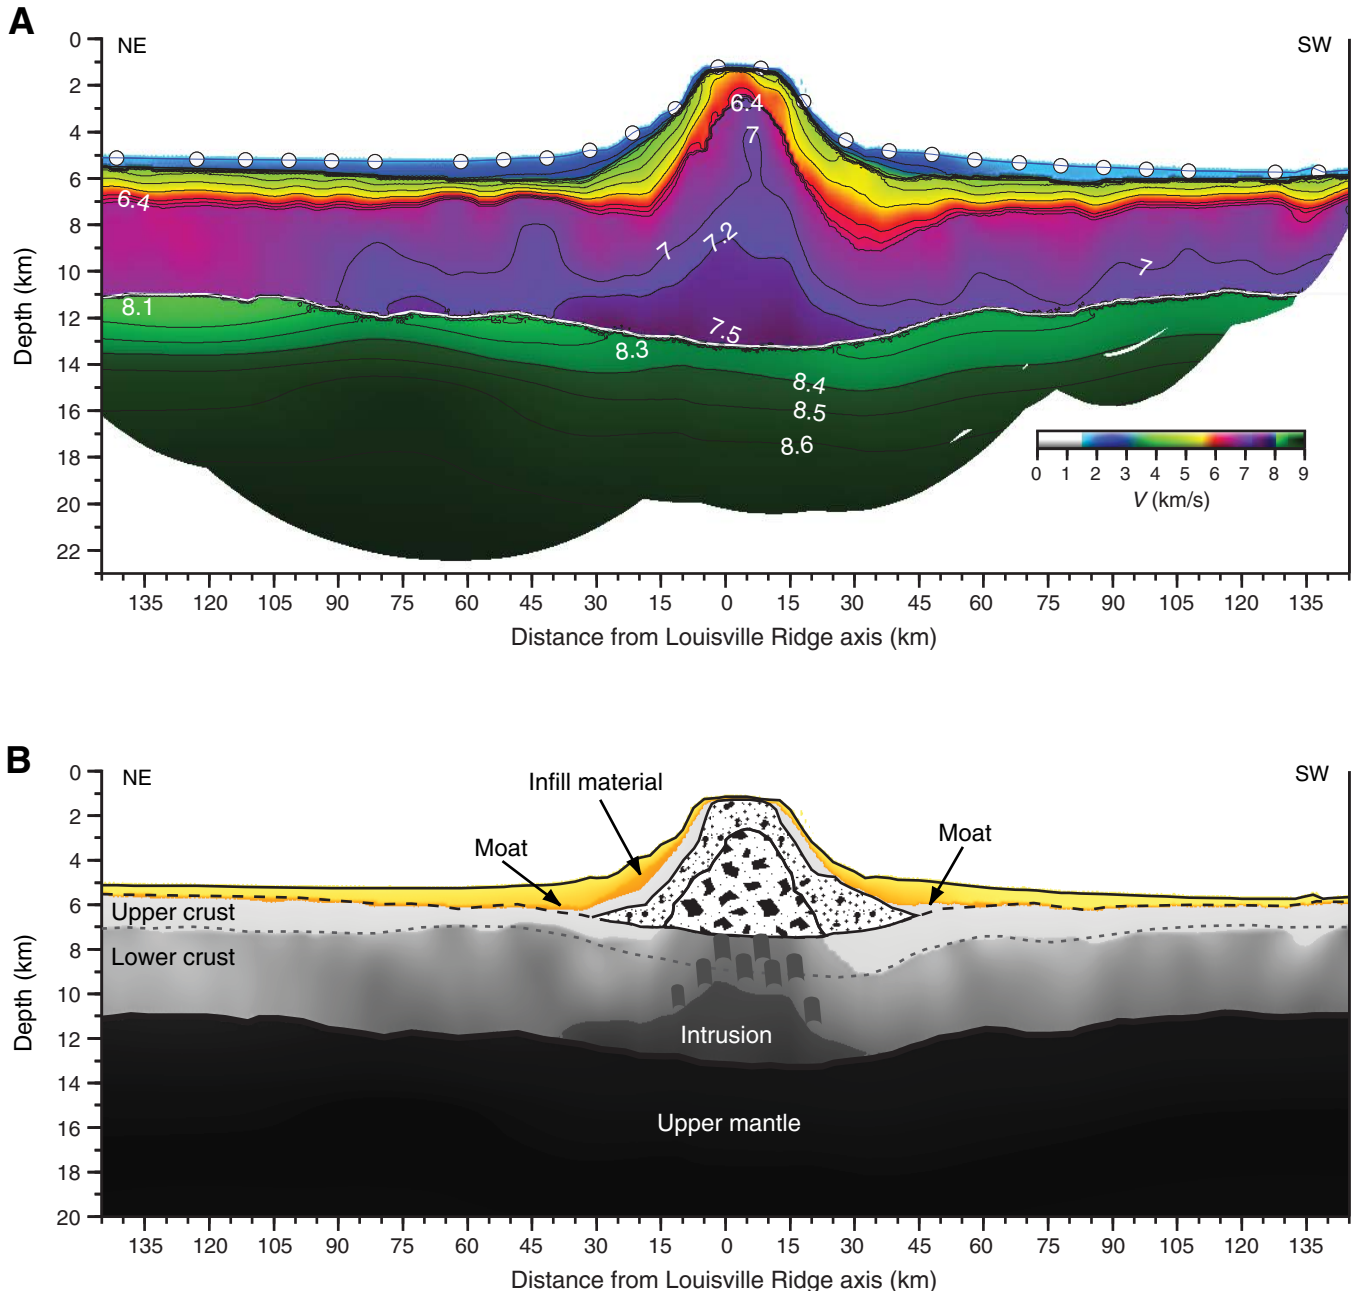 A
NE
SW
0
2
4
6
8
10
12
14
16
18
20
22
Depth (km)
6.4
7
6.4
7
7.2
7
8.1
7.5
8.3
8.4
8.5
8.6
0 1 2 3 4 5 6 7 8 9
V (km/s)
135 120 105 90 75 60 45 30 15 0 15 30 45 60 75 90 105 120 135
Distance from Louisville Ridge axis (km)
B
NE
SW
0
2
4
6
8
10
12
14
16
18
20
Depth (km)
Infill material
Moat
Moat
Upper crust
Lower crust
Intrusion
Upper mantle
135 120 105 90 75 60 45 30 15 0 15 30 45 60 75 90 105 120 135
Distance from Louisville Ridge axis (km)